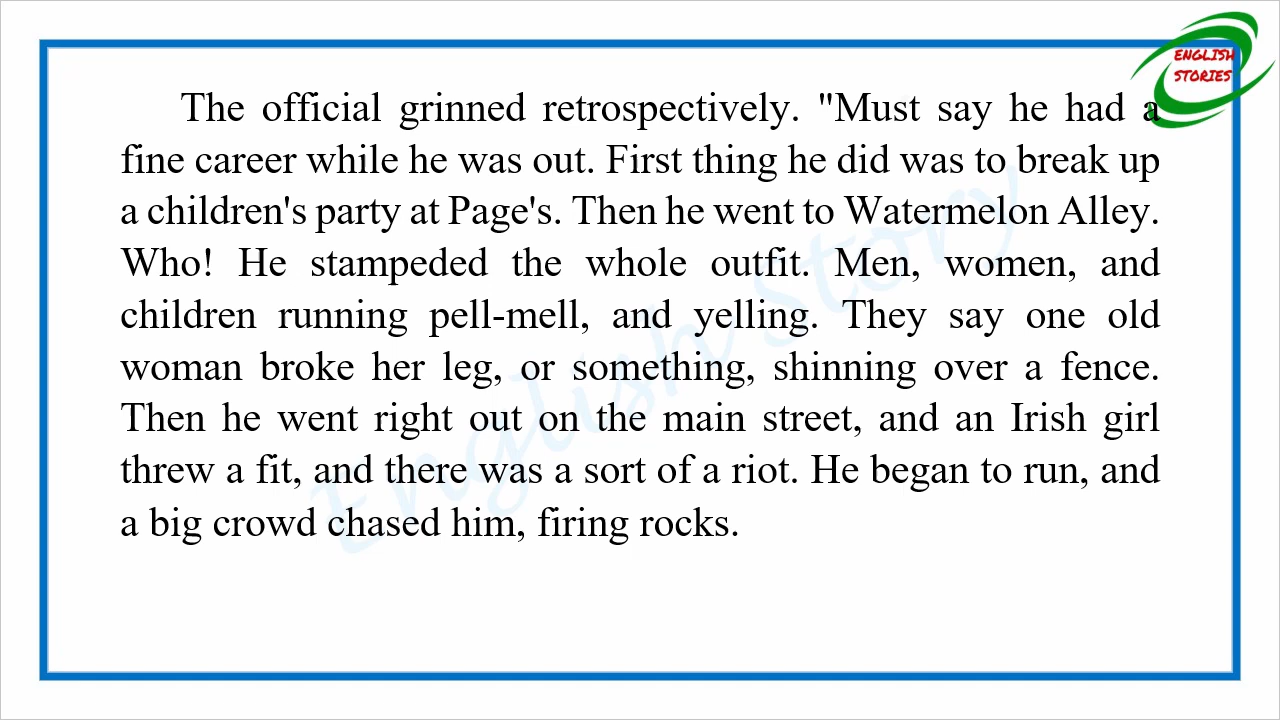 ENGLISH
STORIES
The official grinned retrospectively. "Must say he had a
fine career while he was out. First thing he did was to break up
a children's party at Page's. Then he went to Watermelon Alley.
Who! He stampeded the whole outfit. Men, women, and
children running pell-mell, and yelling. They say one old
woman broke her leg, or something, shinning over a fence.
Then he went right out on the main street, and an Irish girl
threw a fit, and there was a sort of a riot. He began to run, and
a big crowd chased him, firing rocks.
English Story